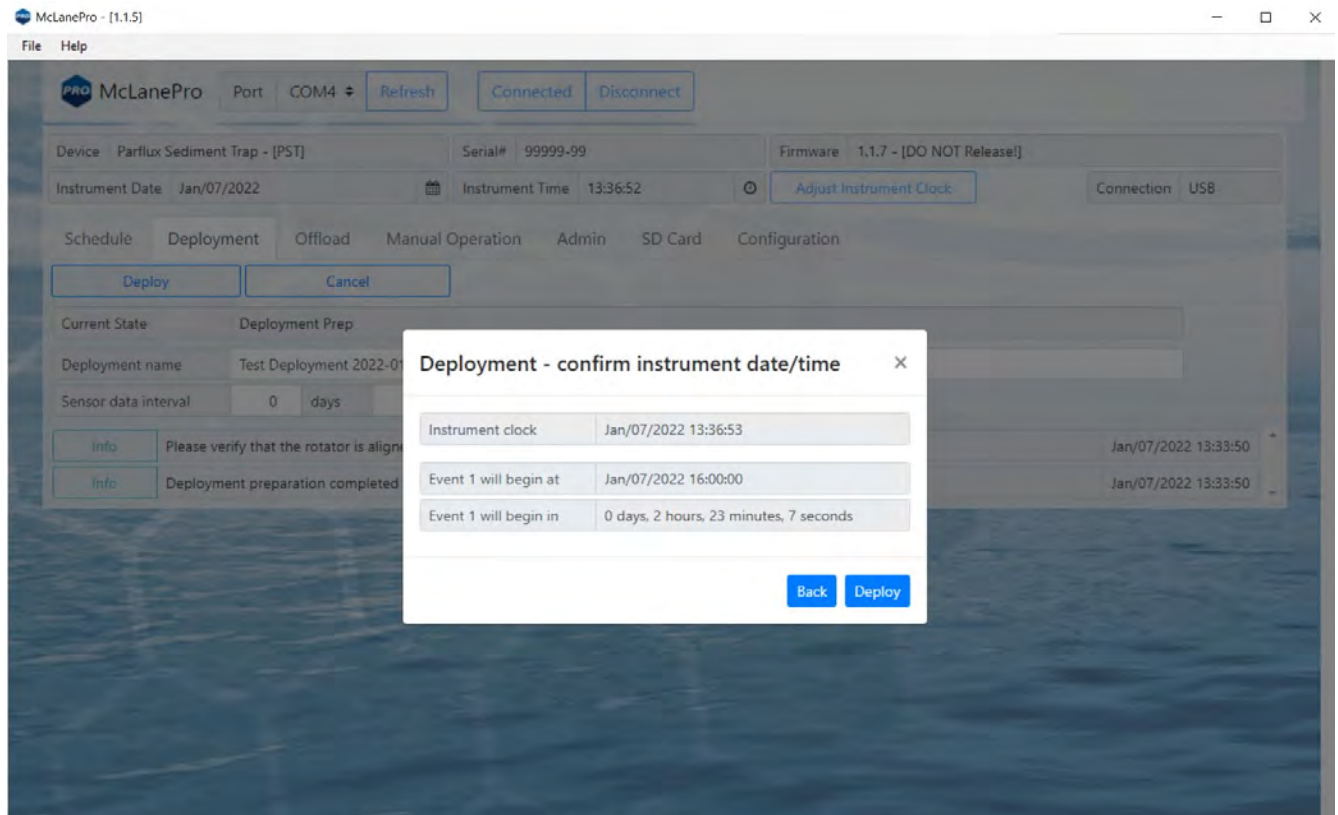 McLanePro - [1.1.5]
File Help
PRO McLanePro Port COM4 Refresh Connected Disconnect
Device Parflux Sediment Trap - [PST] Serial# 99999-99 Firmware 1.1.7 - [DO NOT Release!]
Instrument Date Jan/07/2022 Instrument Time 13:36:52 Adjust Instrument Clock Connection USB
Schedule Deployment Offload Manual Operation Admin SD Card Configuration
Deploy Cancel
Current State Deployment Prep
Deployment name Test Deployment 2022-01
Sensor data interval 0 days
Info Please verify that the rotator is aligne Jan/07/2022 13:33:50
Info Deployment preparation completed Jan/07/2022 13:33:50
Deployment - confirm instrument date/time ×
Instrument clock Jan/07/2022 13:36:53
Event 1 will begin at Jan/07/2022 16:00:00
Event 1 will begin in 0 days, 2 hours, 23 minutes, 7 seconds
Back Deploy